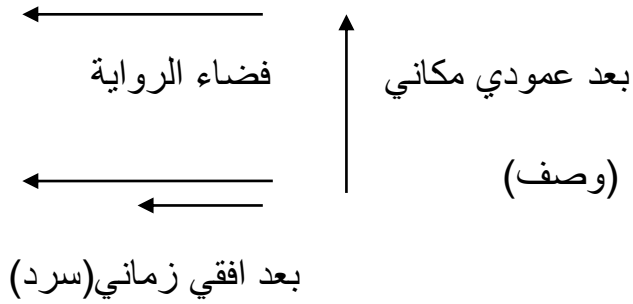 بعد عمودي مكاني
(وصف)
فضاء الرواية
بعد افقي زماني(سرد)